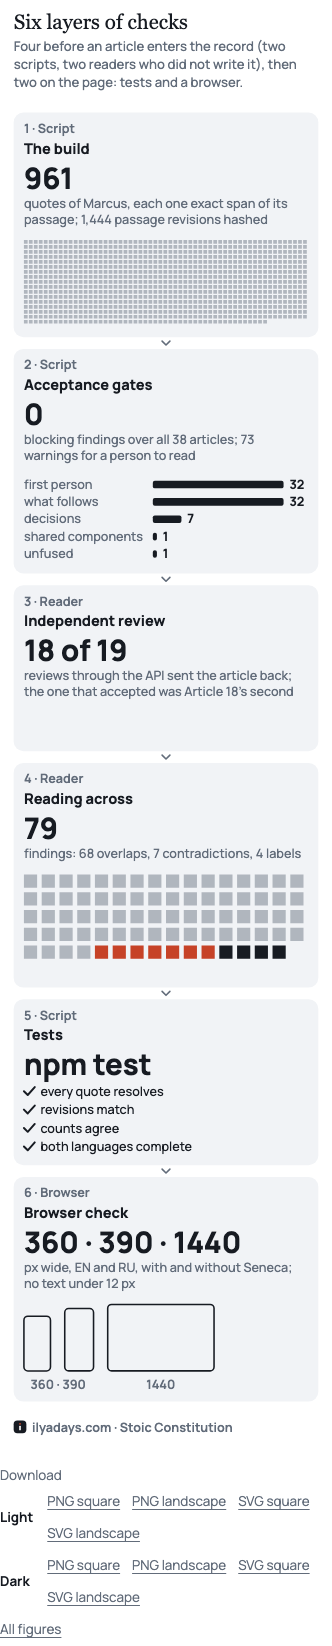 Six layers of checks
Four before an article enters the record (two
scripts, two readers who did not write it), then
two on the page: tests and a browser.
1 · Script
The build
961
quotes of Marcus, each one exact span of its
passage; 1,444 passage revisions hashed
2 · Script
Acceptance gates
0
blocking findings over all 38 articles; 73
warnings for a person to read
first person 32
what follows 32
decisions 7
shared components 1
unfused 1
3 · Reader
Independent review
18 of 19
reviews through the API sent the article back;
the one that accepted was Article 18's second
4 · Reader
Reading across
79
findings: 68 overlaps, 7 contradictions, 4 labels
5 · Script
Tests
npm test
every quote resolves
revisions match
counts agree
both languages complete
6 · Browser
Browser check
360 · 390 · 1440
px wide, EN and RU, with and without Seneca;
no text under 12 px
360 · 390 1440
ilyadays.com · Stoic Constitution
Download
Light
PNG square PNG landscape SVG square
SVG landscape
Dark
PNG square PNG landscape SVG square
SVG landscape
All figures